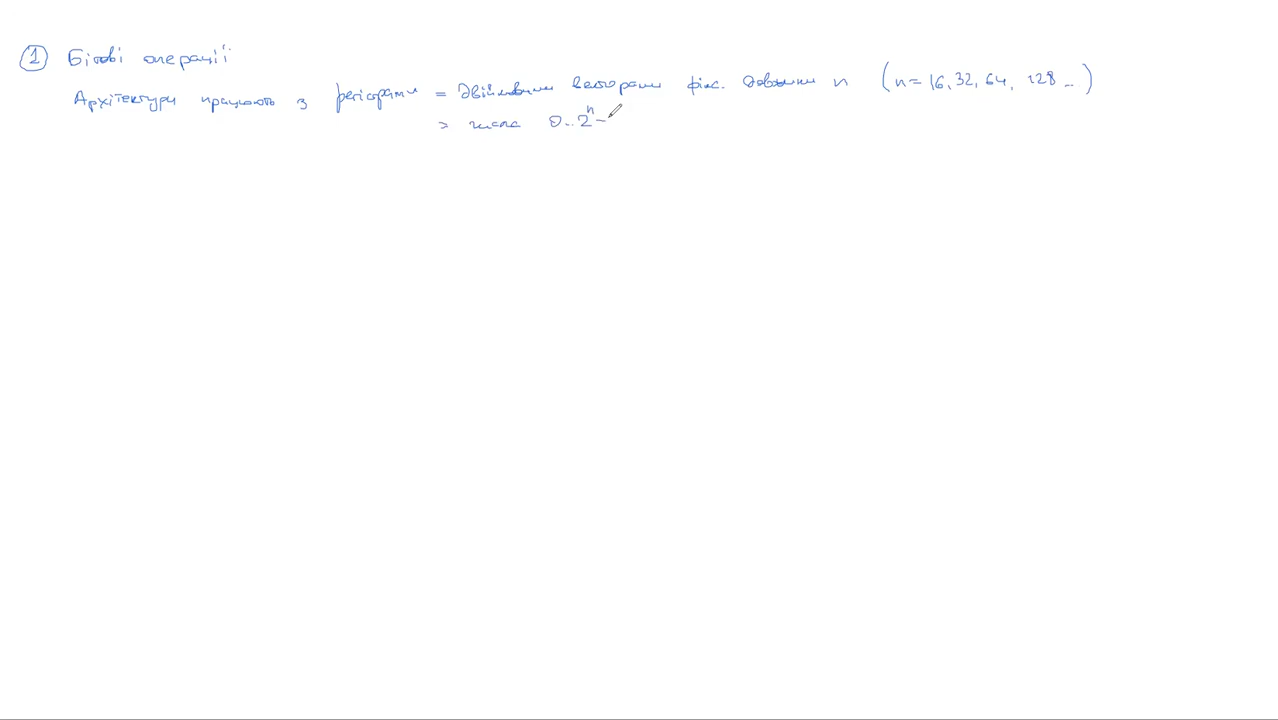 ① Бітові операції
Архітектури працюють з регістрами = двійковими векторами фікс. довжини n (n = 16, 32, 64, 128 ..)
> числа 0..2ⁿ–